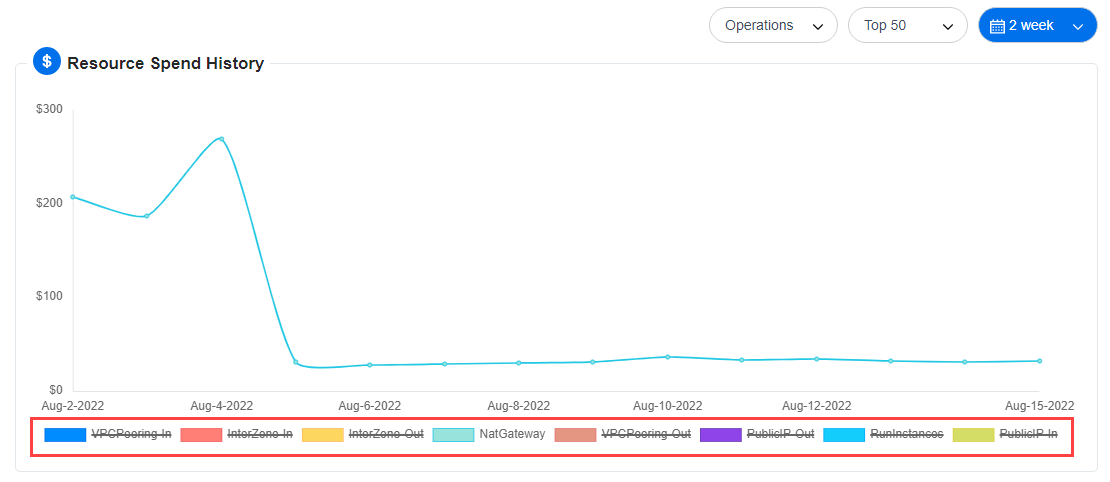 Operations
Top 50
2 week
$
Resource Spend History
$300
$200
$100
$0
Aug-2-2022 Aug-4-2022 Aug-6-2022 Aug-8-2022 Aug-10-2022 Aug-12-2022 Aug-15-2022
VPCPeering-In InterZone-In InterZone-Out NatGateway VPCPeering-Out PublicIP-Out RunInstances PublicIP-In